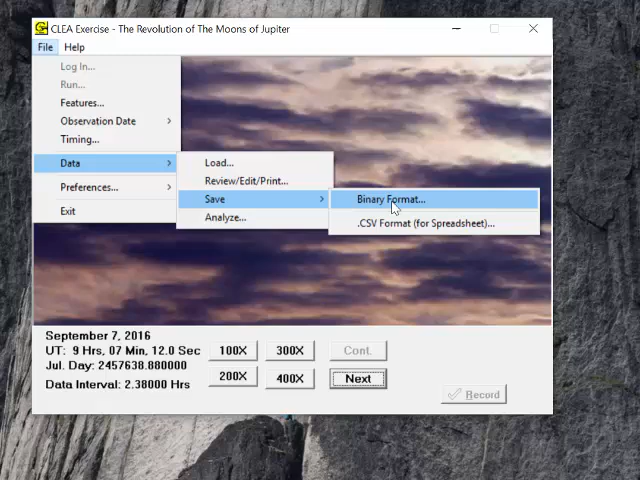 CLEA Exercise - The Revolution of The Moons of Jupiter
File Help
Log In...
Run...
Features...
Observation Date
Timing...
Data
Preferences...
Exit
Load...
Review/Edit/Print...
Save
Analyze...
Binary Format...
.CSV Format (for Spreadsheet)...
September 7, 2016
UT: 9 Hrs, 07 Min, 12.0 Sec
Jul. Day: 2457638.880000
Data Interval: 2.38000 Hrs
100X 300X Cont.
200X 400X Next
Record